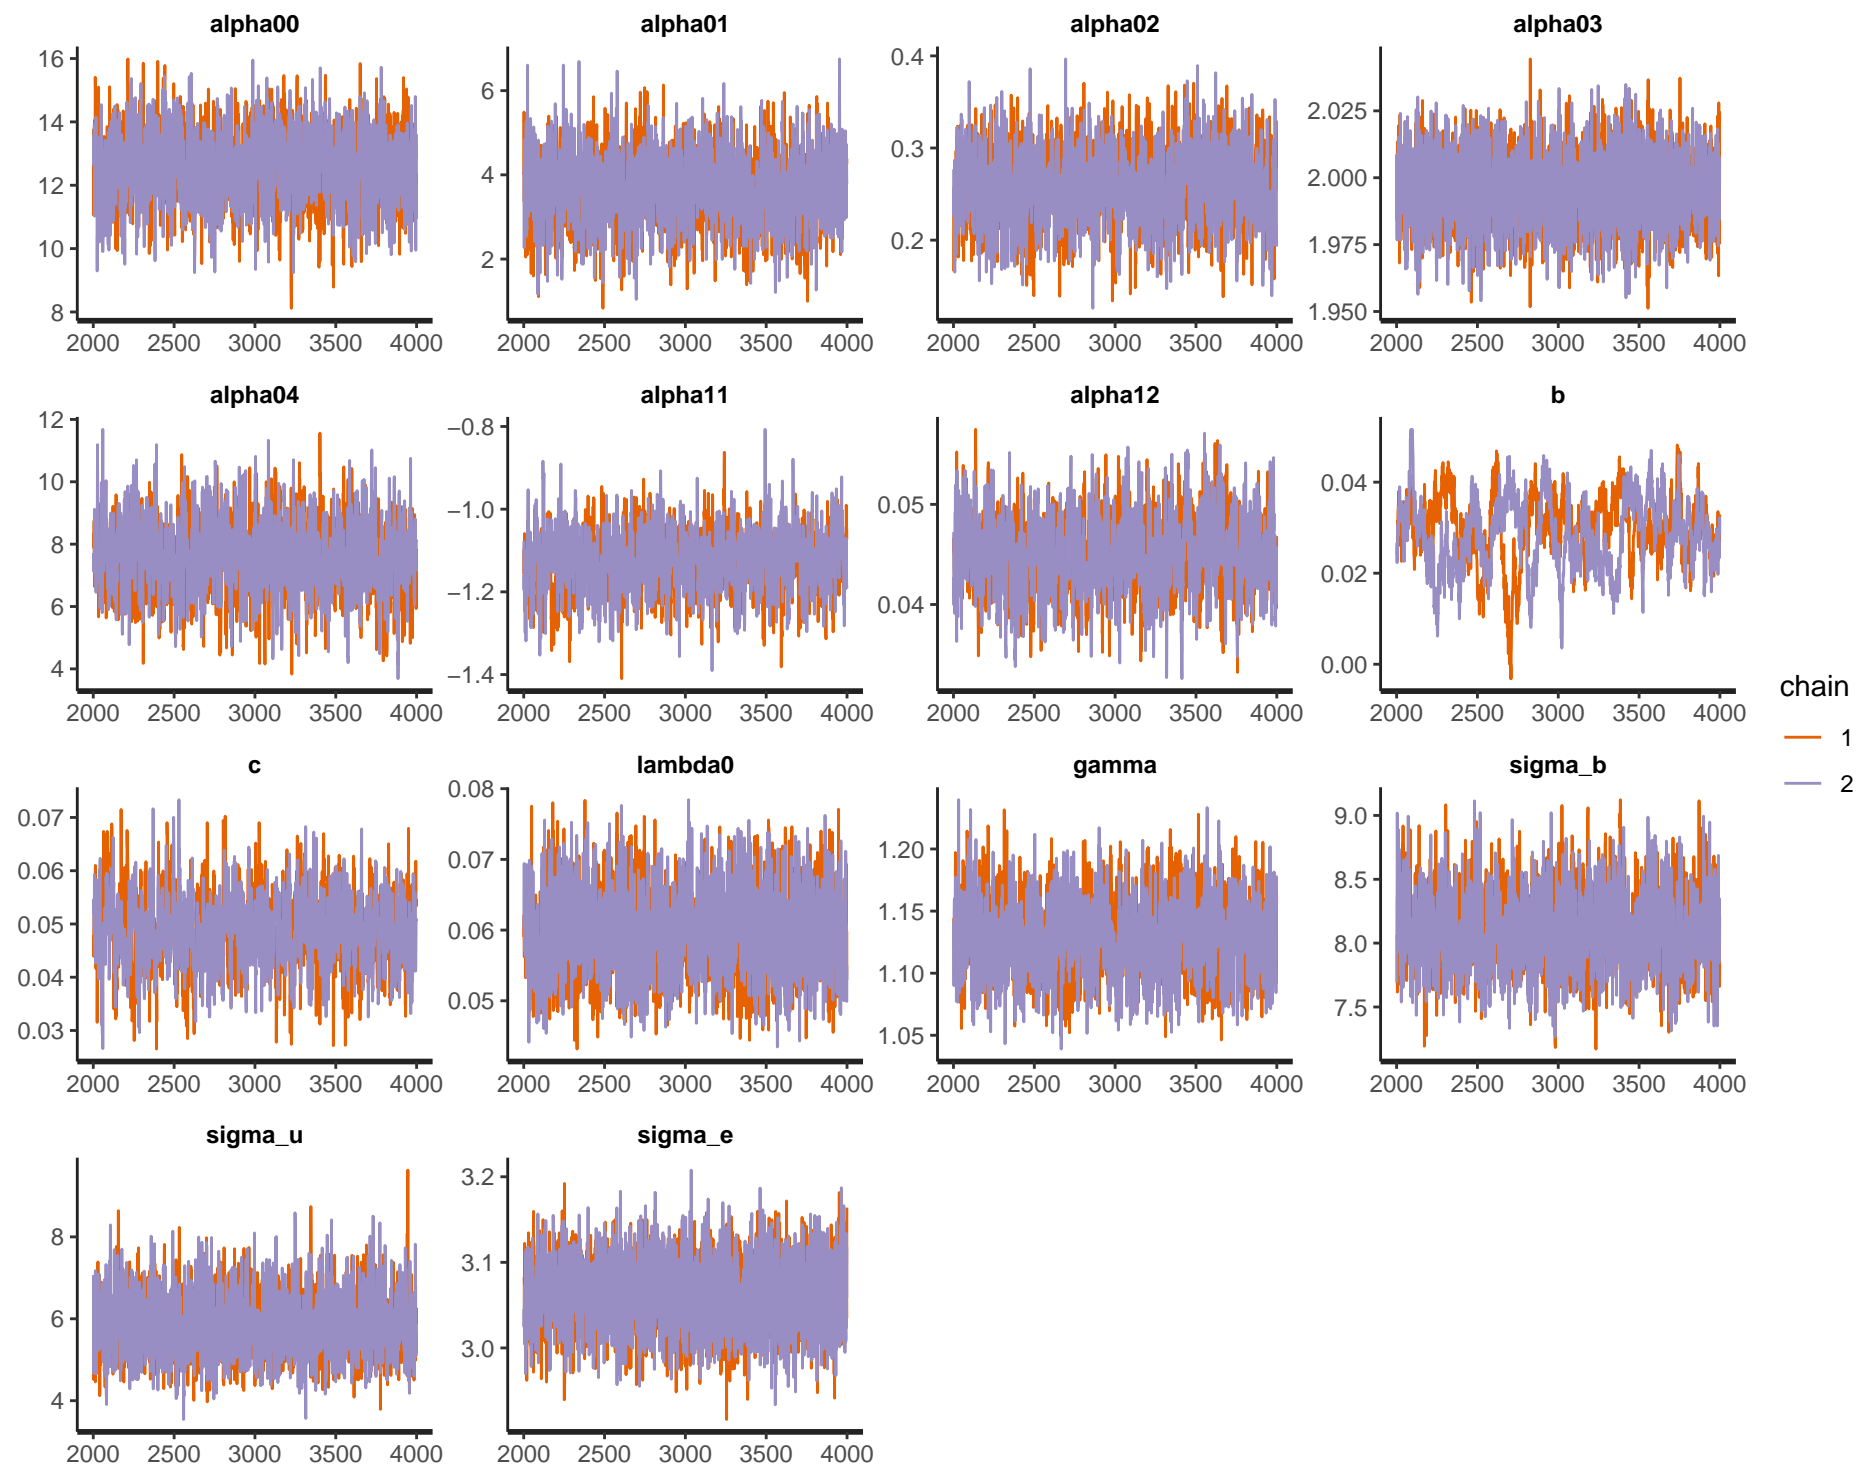 alpha00 alpha01 alpha02 alpha03
16 14 12 10 8
6 4 2
0.4 0.3 0.2
2.025 2.000 1.975 1.950
2000 2500 3000 3500 4000 2000 2500 3000 3500 4000 2000 2500 3000 3500 4000 2000 2500 3000 3500 4000
alpha04 alpha11 alpha12 b
12 10 8 6 4
−0.8 −1.0 −1.2 −1.4
0.05 0.04
0.04 0.02 0.00
2000 2500 3000 3500 4000 2000 2500 3000 3500 4000 2000 2500 3000 3500 4000 2000 2500 3000 3500 4000
c lambda0 gamma sigma_b
0.07 0.06 0.05 0.04 0.03
0.08 0.07 0.06 0.05
1.20 1.15 1.10 1.05
9.0 8.5 8.0 7.5
2000 2500 3000 3500 4000 2000 2500 3000 3500 4000 2000 2500 3000 3500 4000 2000 2500 3000 3500 4000
sigma_u sigma_e
8 6 4
3.2 3.1 3.0
2000 2500 3000 3500 4000 2000 2500 3000 3500 4000
chain
1
2